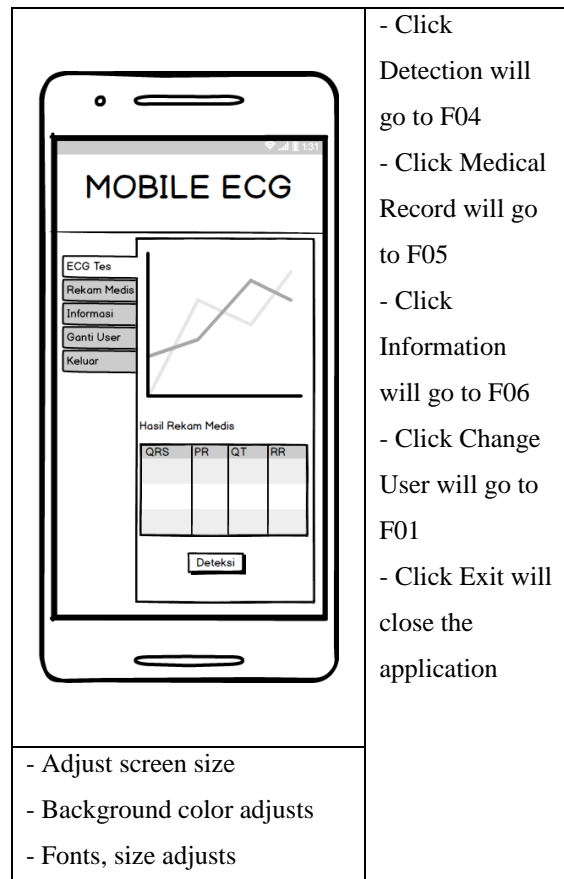 1:31
MOBILE ECG
ECG Tes
Rekam Medis
Informasi
Ganti User
Keluar
Hasil Rekam Medis
QRS PR QT RR
Deteksi
- Click
Detection will
go to F04
- Click Medical
Record will go
to F05
- Click
Information
will go to F06
- Click Change
User will go to
F01
- Click Exit will
close the
application
- Adjust screen size
- Background color adjusts
- Fonts, size adjusts